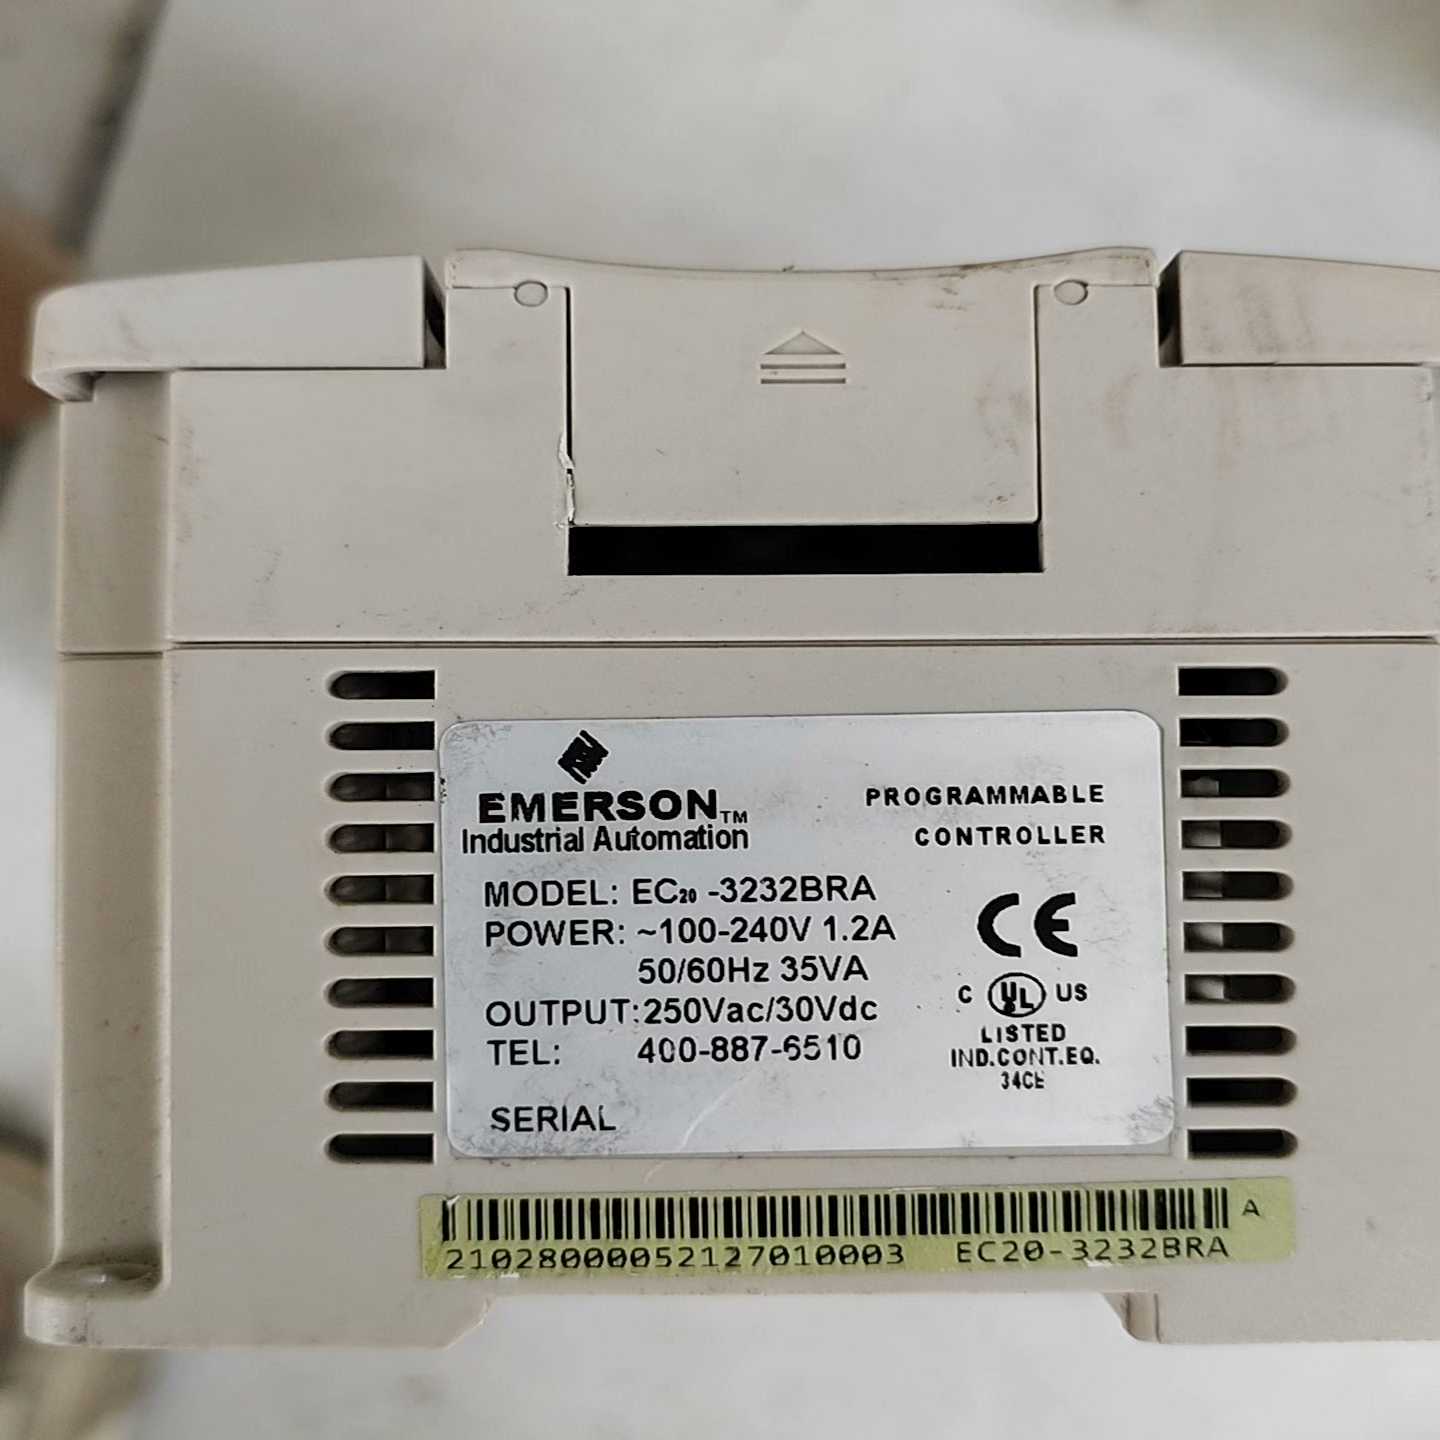 EMERSON™
Industrial Automation
PROGRAMMABLE
CONTROLLER
MODEL: EC20 -3232BRA
POWER: ~100-240V 1.2A
50/60Hz 35VA
OUTPUT:250Vac/30Vdc
TEL: 400-887-6510
SERIAL
CE
C UL US
LISTED
IND.CONT.EQ.
34CE
A
21028000052127010003 EC20-3232BRA